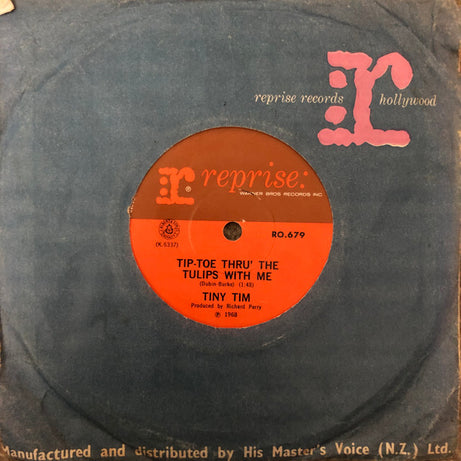 reprise records hollywood
r
r® reprise:
WARNER BROS RECORDS INC
RO.679
(K-5337)
TIP-TOE THRU' THE
TULIPS WITH ME
(Dubin-Burke) (1:45)
TINY TIM
Produced by Richard Perry
℗ 1968
Manufactured and distributed by His Master's Voice (N.Z.) Ltd.